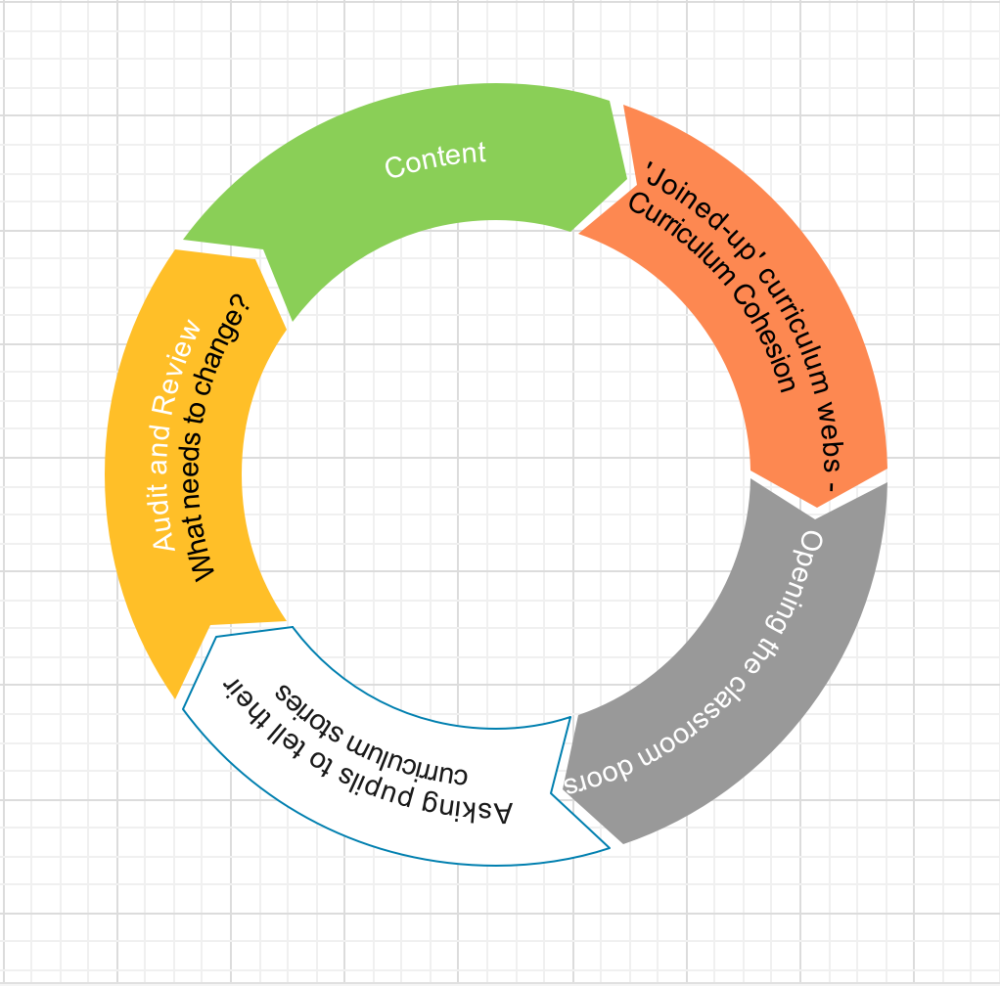 Content
'Joined-up' curriculum webs -
Curriculum Cohesion
Opening the classroom doors
Asking pupils to tell their
curriculum stories
Audit and Review
What needs to change?